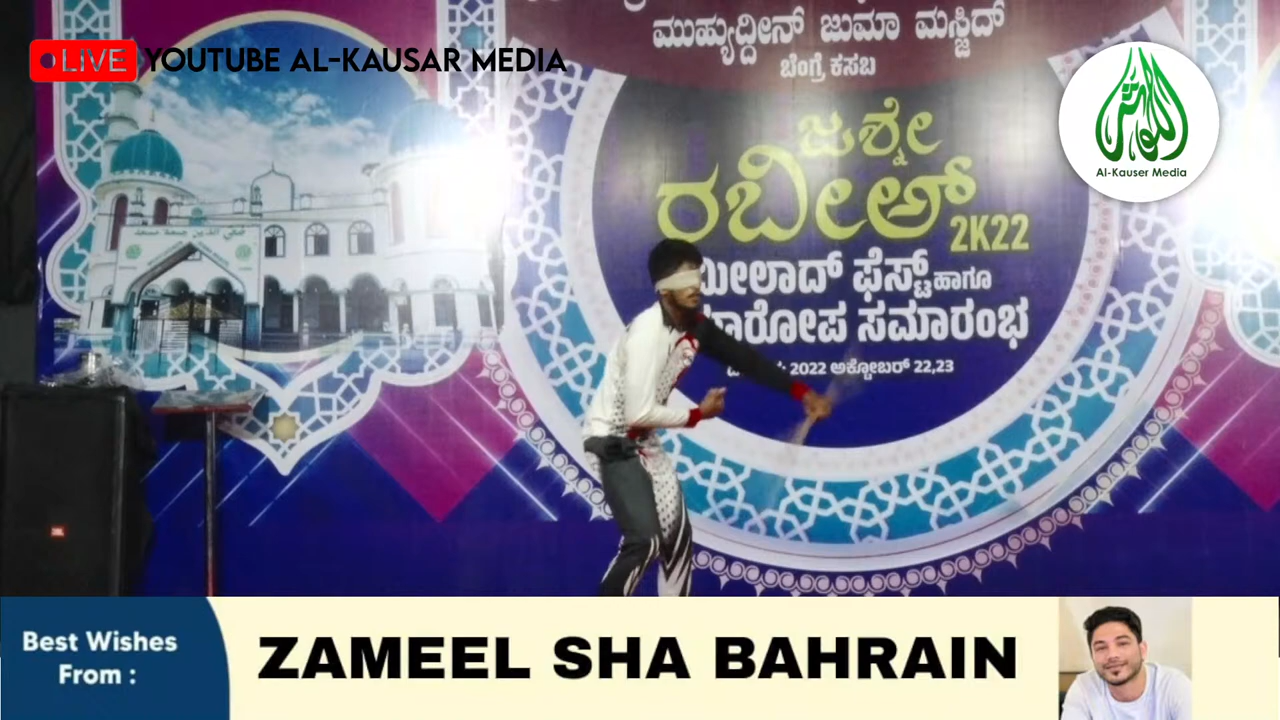 LIVE YOUTUBE AL-KAUSAR MEDIA
ಮುಹ್ಯುದ್ದೀನ್ ಜುಮಾ ಮಸ್ಜಿದ್
ಬೆಂಗ್ರೆ ಕಸಬ
Al-Kauser Media
ಜಶ್ನೇ
ರಬೀಅ್
2K22
ಮೀಲಾದ್ ಫೆಸ್ಟ್ ಹಾಗೂ
ಸಮಾರಂಭ
2022 ಅಕ್ಟೋಬರ್ 22,23
JBL
Best Wishes
From :
ZAMEEL SHA BAHRAIN